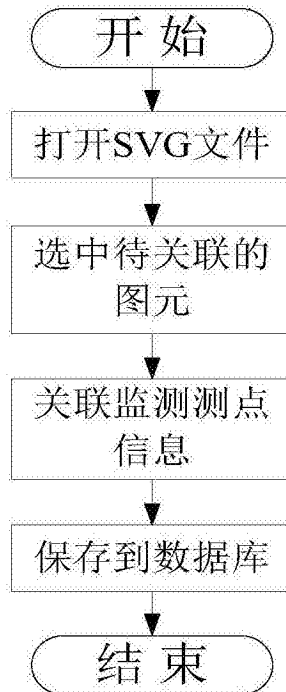 开 始
打开SVG文件
选中待关联的
图元
关联监测测点
信息
保存到数据库
结 束